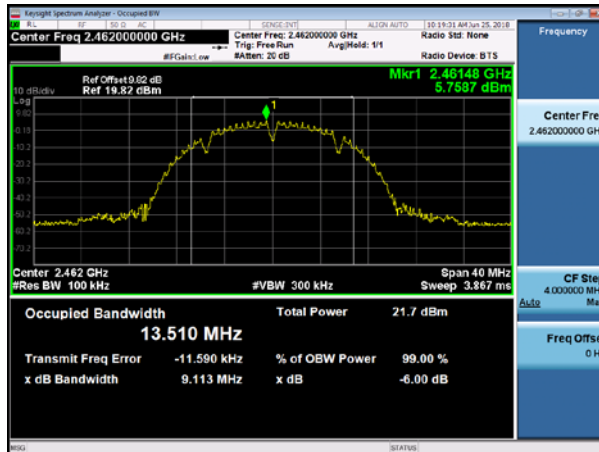 Keysight Spectrum Analyzer - Occupied BW
RL RF 50 Ω AC SENSE:INT ALIGN AUTO 10:19:31 AM Jun 25, 2018
Center Freq 2.462000000 GHz
Center Freq: 2.462000000 GHz
Radio Std: None
Trig: Free Run
Avg|Hold: 1/1
#IFGain:Low
#Atten: 20 dB
Radio Device: BTS
Frequency
Ref Offset 9.82 dB
Mkr1 2.46148 GHz
10 dB/div
Ref 19.82 dBm
5.7587 dBm
Log
1
9.82
-0.18
-10.2
-20.2
-30.2
-40.2
-50.2
-60.2
-70.2
Center Fre
2.462000000 GH
Center 2.462 GHz
Span 40 MHz
#Res BW 100 kHz
#VBW 300 kHz
Sweep 3.867 ms
CF Ste
4.000000 MH
Auto Ma
Occupied Bandwidth
Total Power
21.7 dBm
13.510 MHz
Freq Offse
0 H
Transmit Freq Error
-11.590 kHz
% of OBW Power
99.00 %
x dB Bandwidth
9.113 MHz
x dB
-6.00 dB
MSG
STATUS